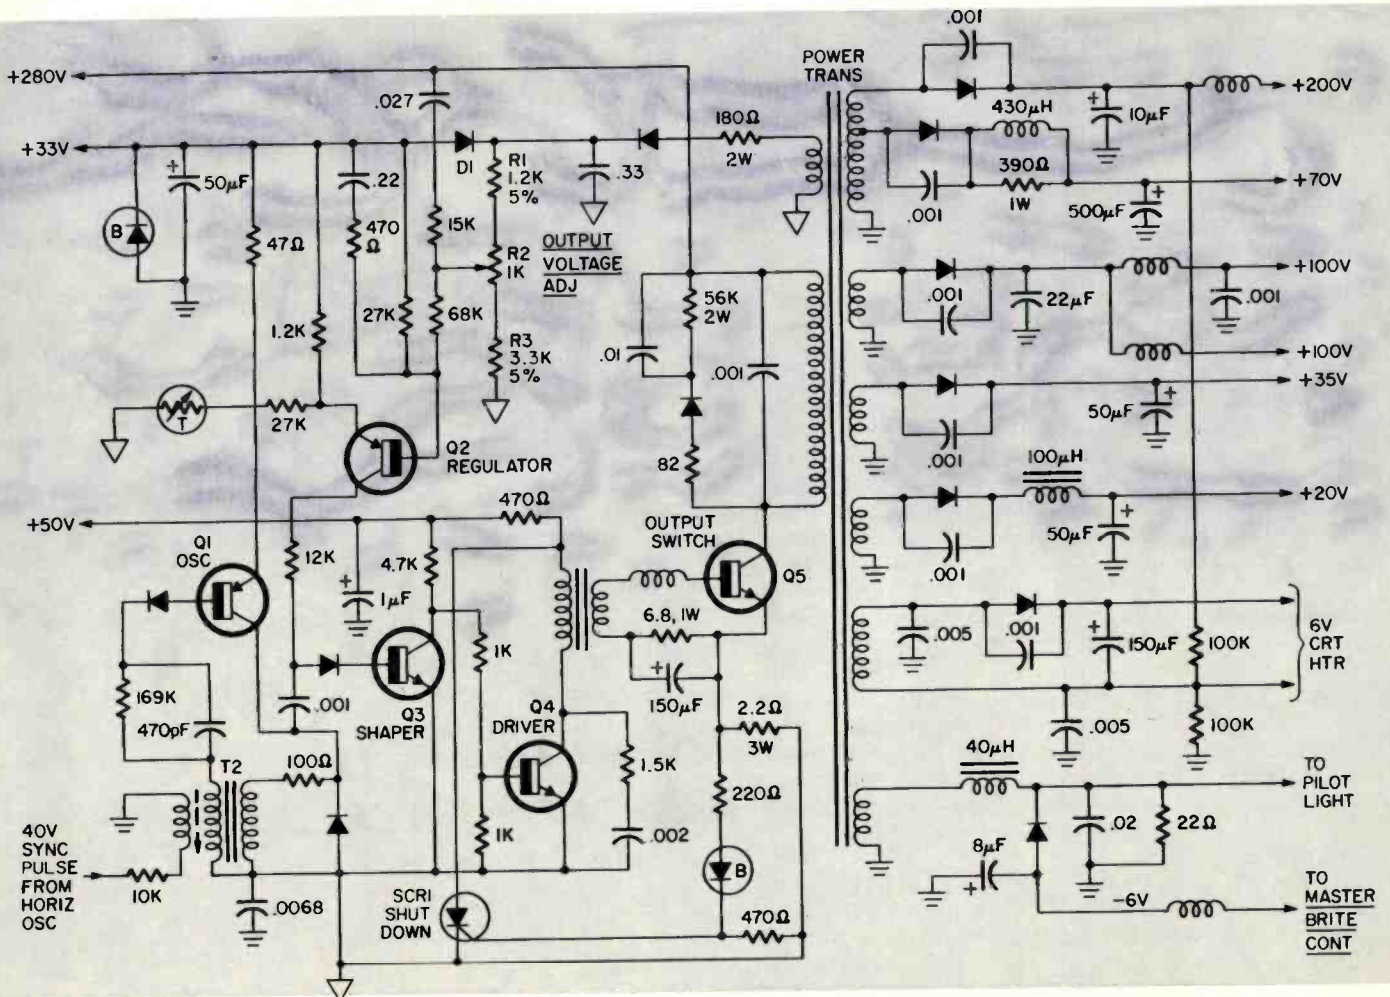 .001
POWER
TRANS
+280V
+200V
.027
180Ω
2W
430μH
10μF
+33V
D1
R1
1.2K
5%
.33
390Ω
1W
50μF
.22
+70V
.001
500μF
B
47Ω
470
Ω
15K
OUTPUT
VOLTAGE
ADJ
R2
1K
+100V
56K
2W
.001
22μF
.001
1.2K
27K
68K
R3
3.3K
5%
.01
.001
+100V
+35V
50μF
T
27K
Q2
REGULATOR
82
.001
100μH
+50V
470Ω
OUTPUT
SWITCH
+20V
50μF
Q1
OSC
12K
4.7K
Q5
.001
1μF
6.8, 1W
.005
.001
150μF
100K
6V
CRT
HTR
1K
169K
.001
150μF
470pF
Q3
SHAPER
Q4
DRIVER
2.2Ω
3W
.005
100K
T2
100Ω
1.5K
40μH
TO
PILOT
LIGHT
220Ω
40V
SYNC
PULSE
FROM
HORIZ
OSC
1K
.002
.02
22Ω
8μF
10K
B
.0068
SCR1
SHUT
DOWN
470Ω
-6V
TO
MASTER
BRITE
CONT